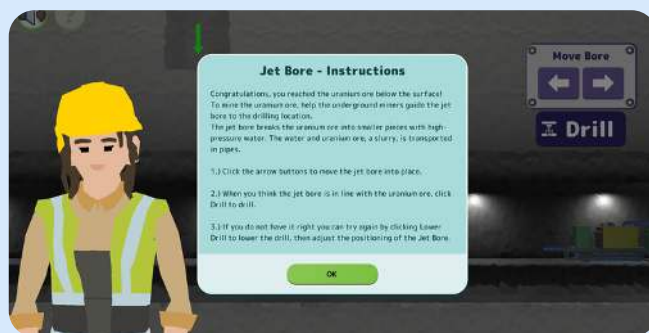 Jet Bore - Instructions
Congratulations, you reached the uranium ore below the surface!
To mine the uranium ore, help the underground miners guide the jet
bore to the drilling location.
The jet bore breaks the uranium ore into smaller pieces with high-
pressure water. The water and uranium ore, a slurry, is transported
in pipes.
1.) Click the arrow buttons to move the jet bore into place.
2.) When you think the jet bore is in line with the uranium ore, click
Drill to drill.
3.) If you do not have it right you can try again by clicking Lower
Drill to lower the drill, then adjust the positioning of the Jet Bore.
OK
Move Bore
Drill